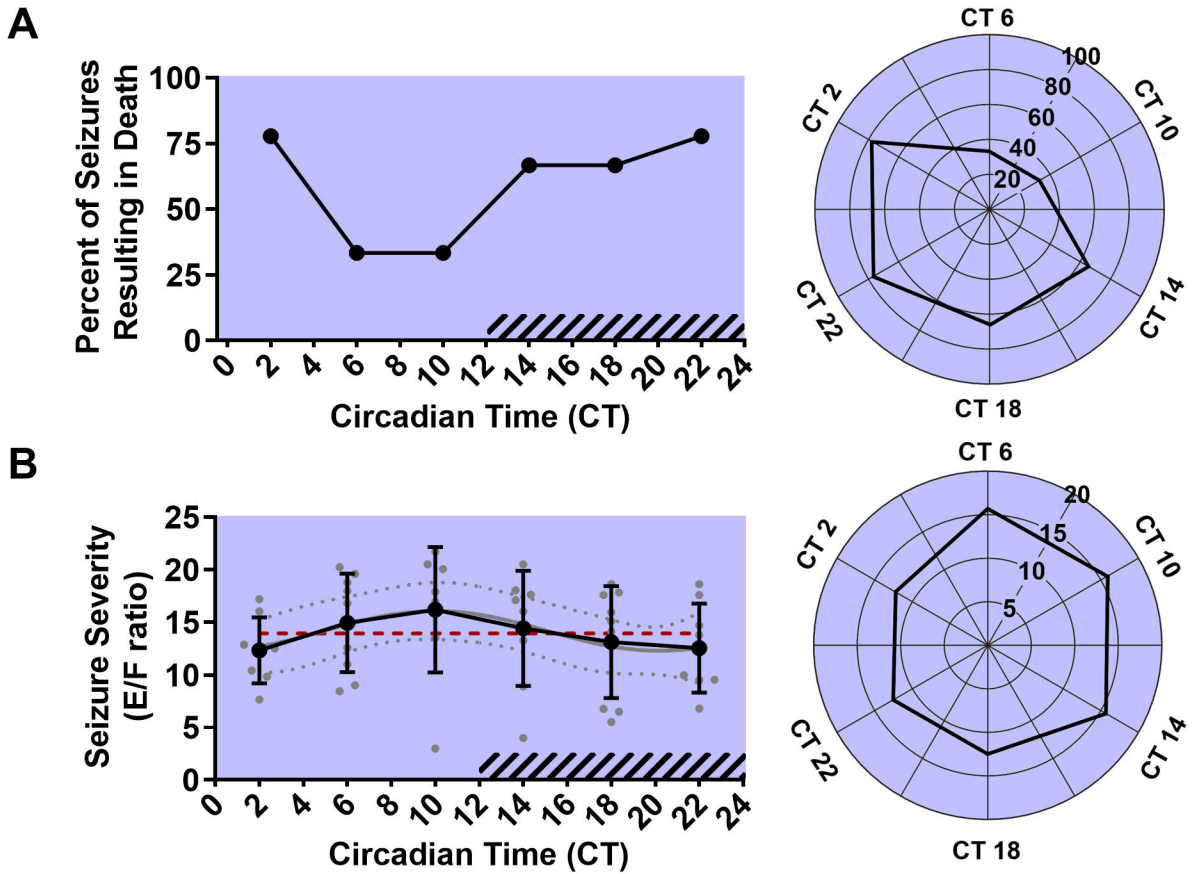 A
Percent of Seizures
Resulting in Death
100
75
50
25
0
0 2 4 6 8 10 12 14 16 18 20 22 24
Circadian Time (CT)
CT 6
CT 10
CT 14
CT 18
CT 22
CT 2
100
80
60
40
20
B
Seizure Severity
(E/F ratio)
25
20
15
10
5
0
0 2 4 6 8 10 12 14 16 18 20 22 24
Circadian Time (CT)
CT 6
CT 10
CT 14
CT 18
CT 22
CT 2
20
15
10
5